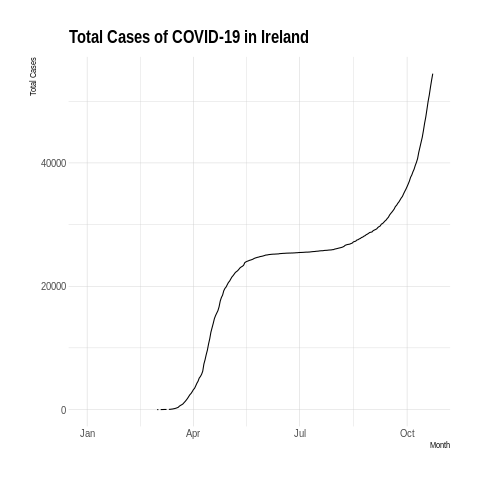 Total Cases of COVID-19 in Ireland
Total Cases
40000
20000
0
Jan Apr Jul Oct
Month